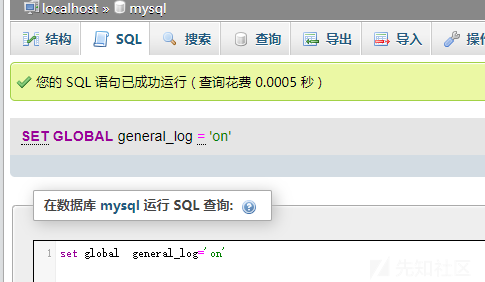 localhost » mysql
结构 SQL 搜索 查询 导出 导入 操作
您的 SQL 语句已成功运行 ( 查询花费 0.0005 秒 )
SET GLOBAL general_log = 'on'
在数据库 mysql 运行 SQL 查询:
1 set global general_log='on'
先知社区